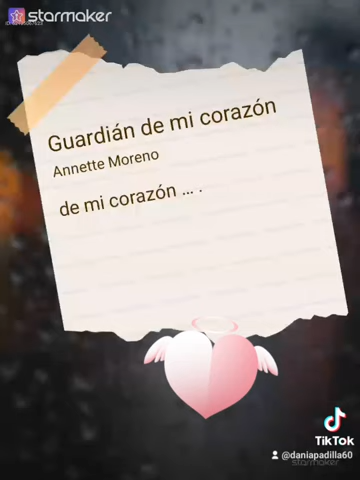 starmaker
Guardián de mi corazón
Annette Moreno
de mi corazón ... .
TikTok
@daniapadilla60
starmaker